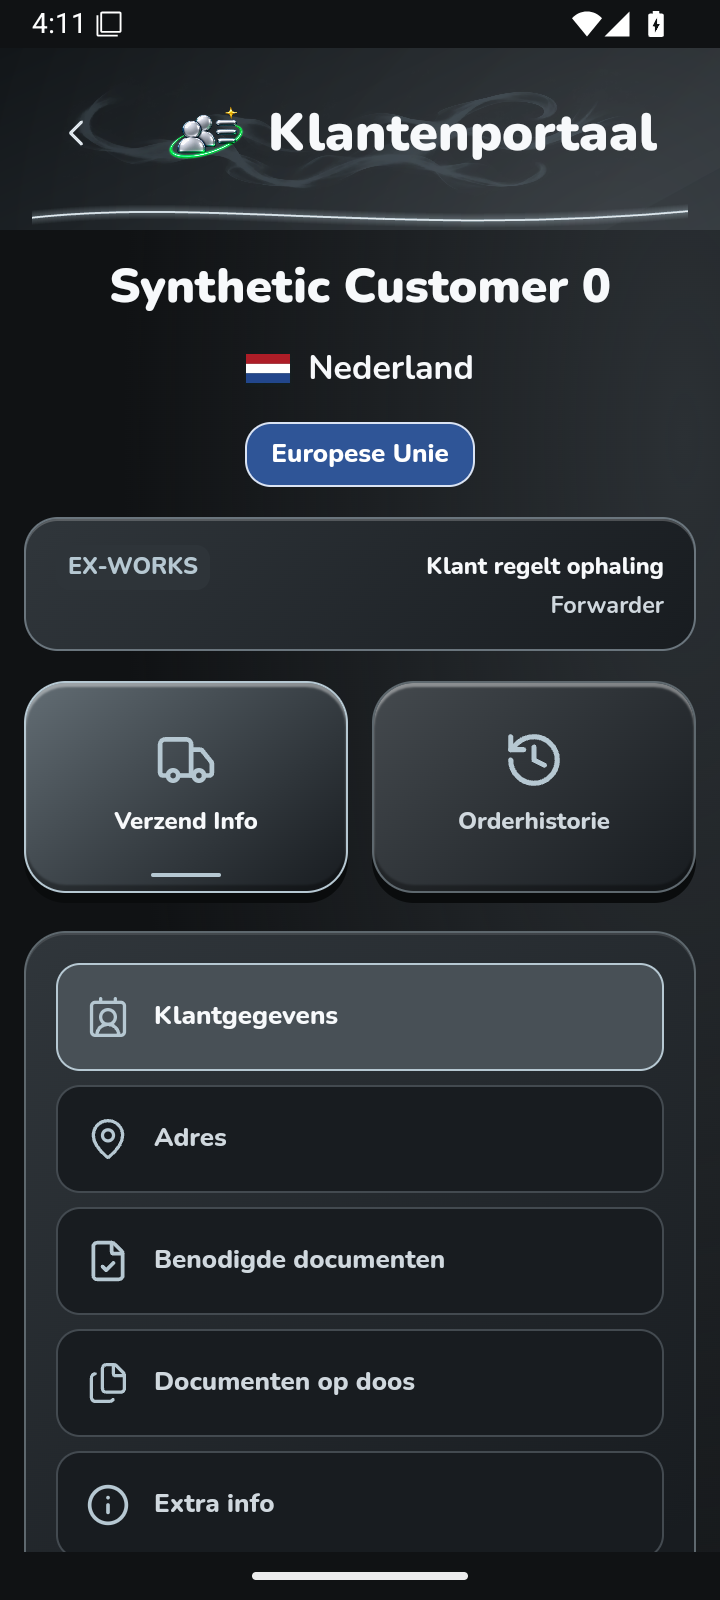 4:11
Klantenportaal
Synthetic Customer 0
Nederland
Europese Unie
EX-WORKS
Klant regelt ophaling
Forwarder
Verzend Info
Orderhistorie
Klantgegevens
Adres
Benodigde documenten
Documenten op doos
Extra info